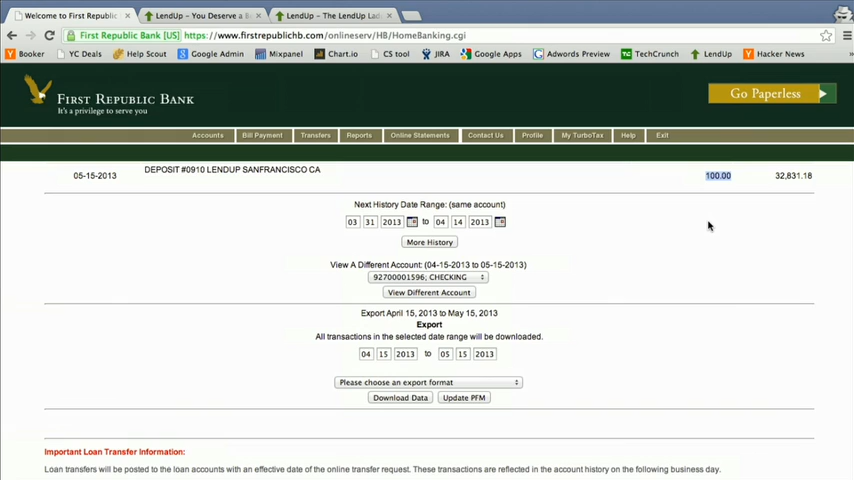 Welcome to First Republic
LendUp – You Deserve a B
LendUp – The LendUp Lad
First Republic Bank [US] https://www.firstrepublichb.com/onlineserv/HB/HomeBanking.cgi
Booker YC Deals Help Scout Google Admin Mixpanel Chart.io CS tool JIRA Google Apps Adwords Preview TechCrunch LendUp Hacker News
FIRST REPUBLIC BANK
It's a privilege to serve you
Go Paperless
Accounts Bill Payment Transfers Reports Online Statements Contact Us Profile My TurboTax Help Exit
05-15-2013 DEPOSIT #0910 LENDUP SANFRANCISCO CA 100.00 32,831.18
Next History Date Range: (same account)
03 31 2013 to 04 14 2013
More History
View A Different Account: (04-15-2013 to 05-15-2013)
92700001596; CHECKING
View Different Account
Export April 15, 2013 to May 15, 2013
Export
All transactions in the selected date range will be downloaded.
04 15 2013 to 05 15 2013
Please choose an export format
Download Data Update PFM
Important Loan Transfer Information:
Loan transfers will be posted to the loan accounts with an effective date of the online transfer request. These transactions are reflected in the account history on the following business day.